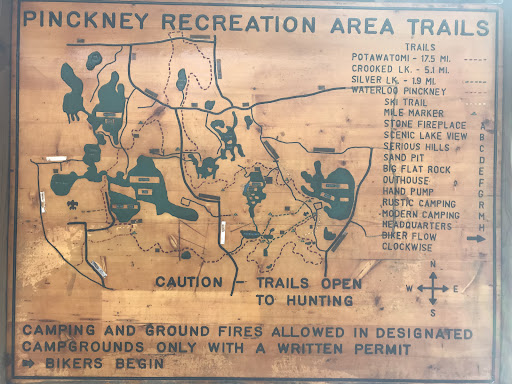 PINCKNEY RECREATION AREA TRAILS
TRAILS
POTAWATOMI - 17.5 MI.
CROOKED LK. - 5.1 MI.
SILVER LK. - 1.9 MI.
WATERLOO PINCKNEY
SKI TRAIL
MILE MARKER
STONE FIREPLACE A
SCENIC LAKE VIEW B
SERIOUS HILLS C
SAND PIT D
BIG FLAT ROCK E
OUTHOUSE F
HAND PUMP
RUSTIC CAMPING R
MODERN CAMPING M
HEADQUARTERS H
BIKER FLOW
CLOCKWISE
N
W E
S
CAUTION - TRAILS OPEN
TO HUNTING
CAMPING AND GROUND FIRES ALLOWED IN DESIGNATED
CAMPGROUNDS ONLY WITH A WRITTEN PERMIT
BIKERS BEGIN